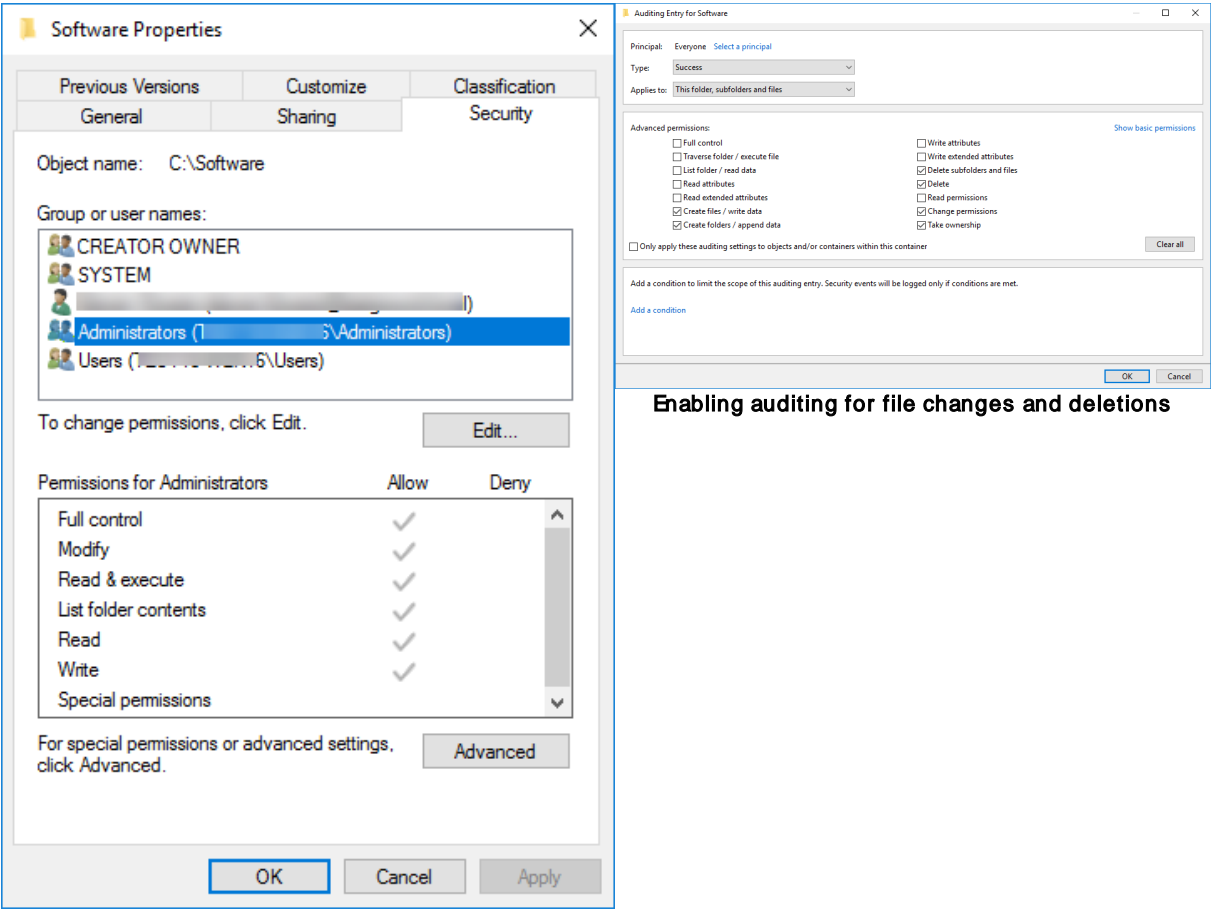 Software Properties
Previous Versions
Customize
Classification
General
Sharing
Security
Object name: C:\Software
Group or user names:
CREATOR OWNER
SYSTEM
Administrators (
\Administrators)
Users (
6\Users)
To change permissions, click Edit.
Edit...
Permissions for Administrators
Allow
Deny
Full control
Modify
Read & execute
List folder contents
Read
Write
Special permissions
For special permissions or advanced settings,
click Advanced.
Advanced
OK
Cancel
Apply
Auditing Entry for Software
Principal: Everyone Select a principal
Type: Success
Applies to: This folder, subfolders and files
Advanced permissions:
Show basic permissions
Full control
Traverse folder / execute file
List folder / read data
Read attributes
Read extended attributes
Create files / write data
Create folders / append data
Write attributes
Write extended attributes
Delete subfolders and files
Delete
Read permissions
Change permissions
Take ownership
Only apply these auditing settings to objects and/or containers within this container
Clear all
Add a condition to limit the scope of this auditing entry. Security events will be logged only if conditions are met.
Add a condition
OK
Cancel
Enabling auditing for file changes and deletions